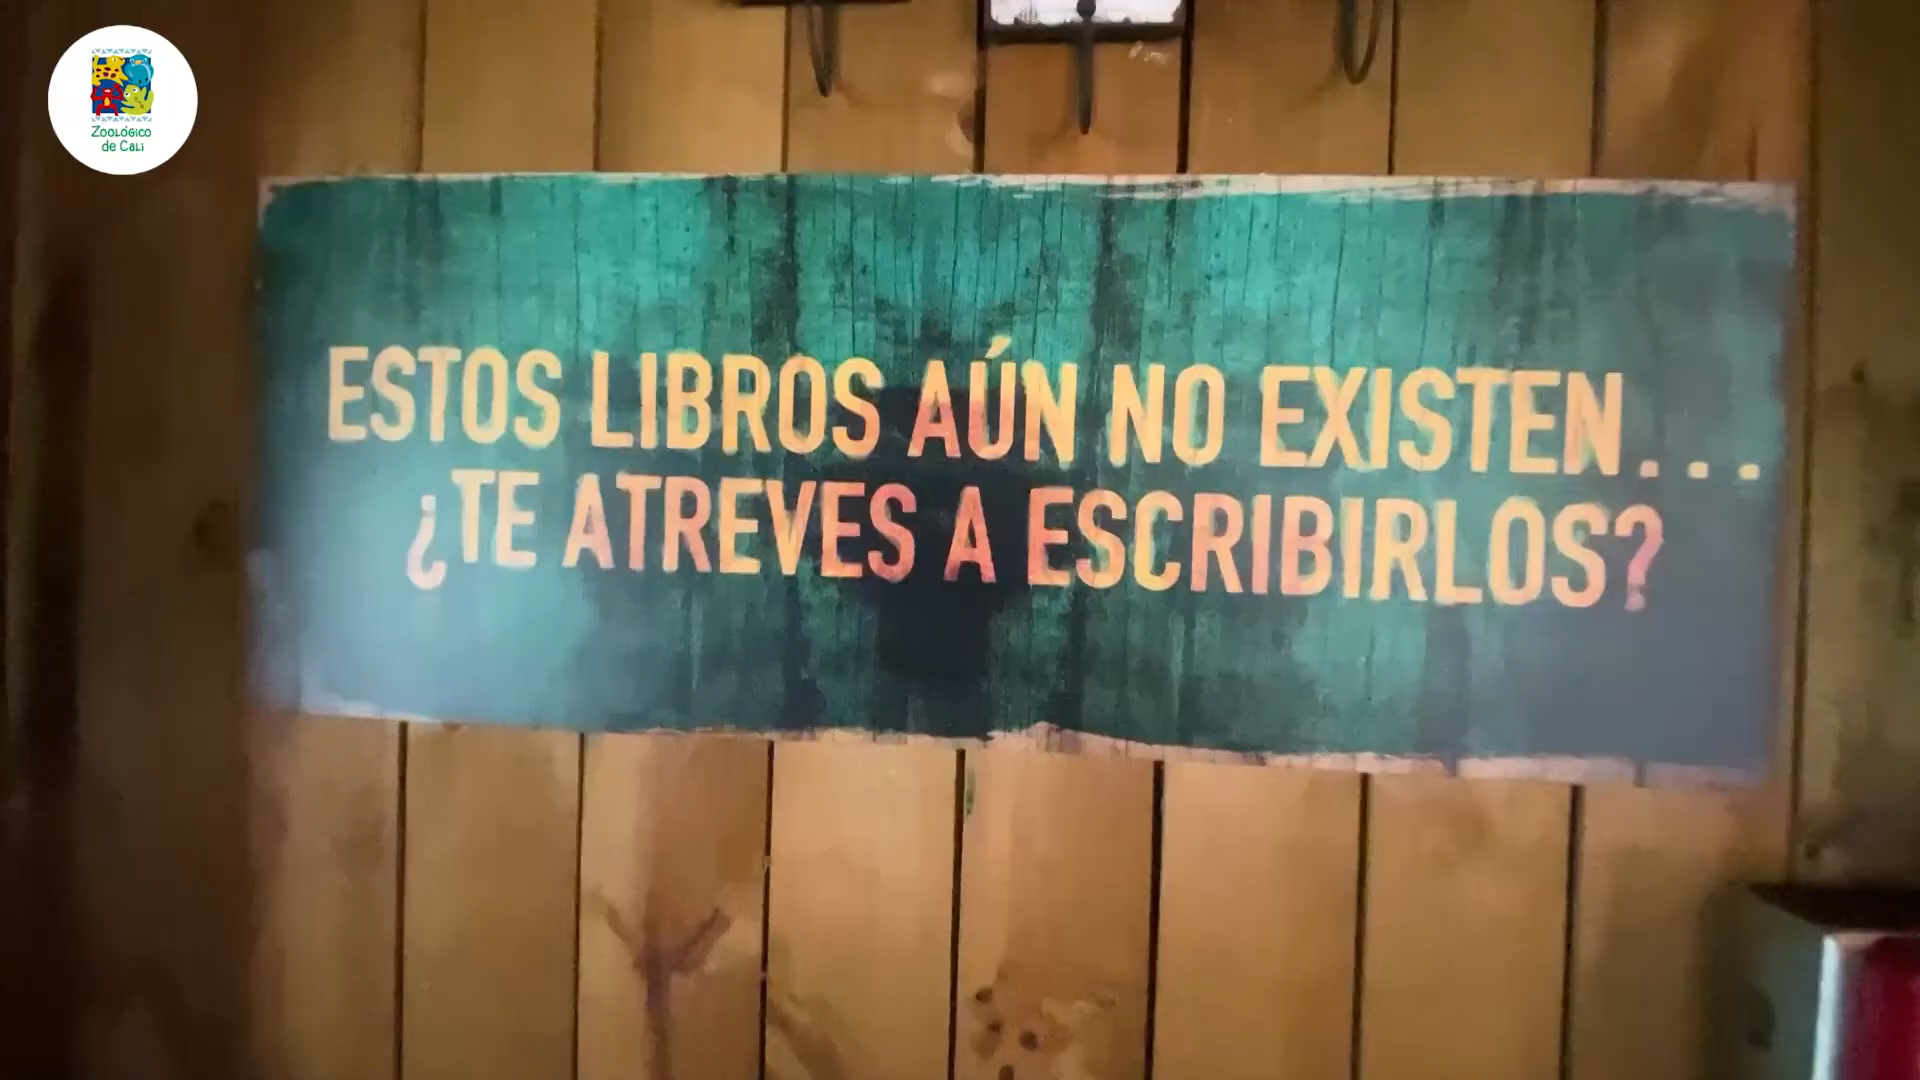 Zoológico
de Cali
ESTOS LIBROS AÚN NO EXISTEN...
¿TE ATREVES A ESCRIBIRLOS?